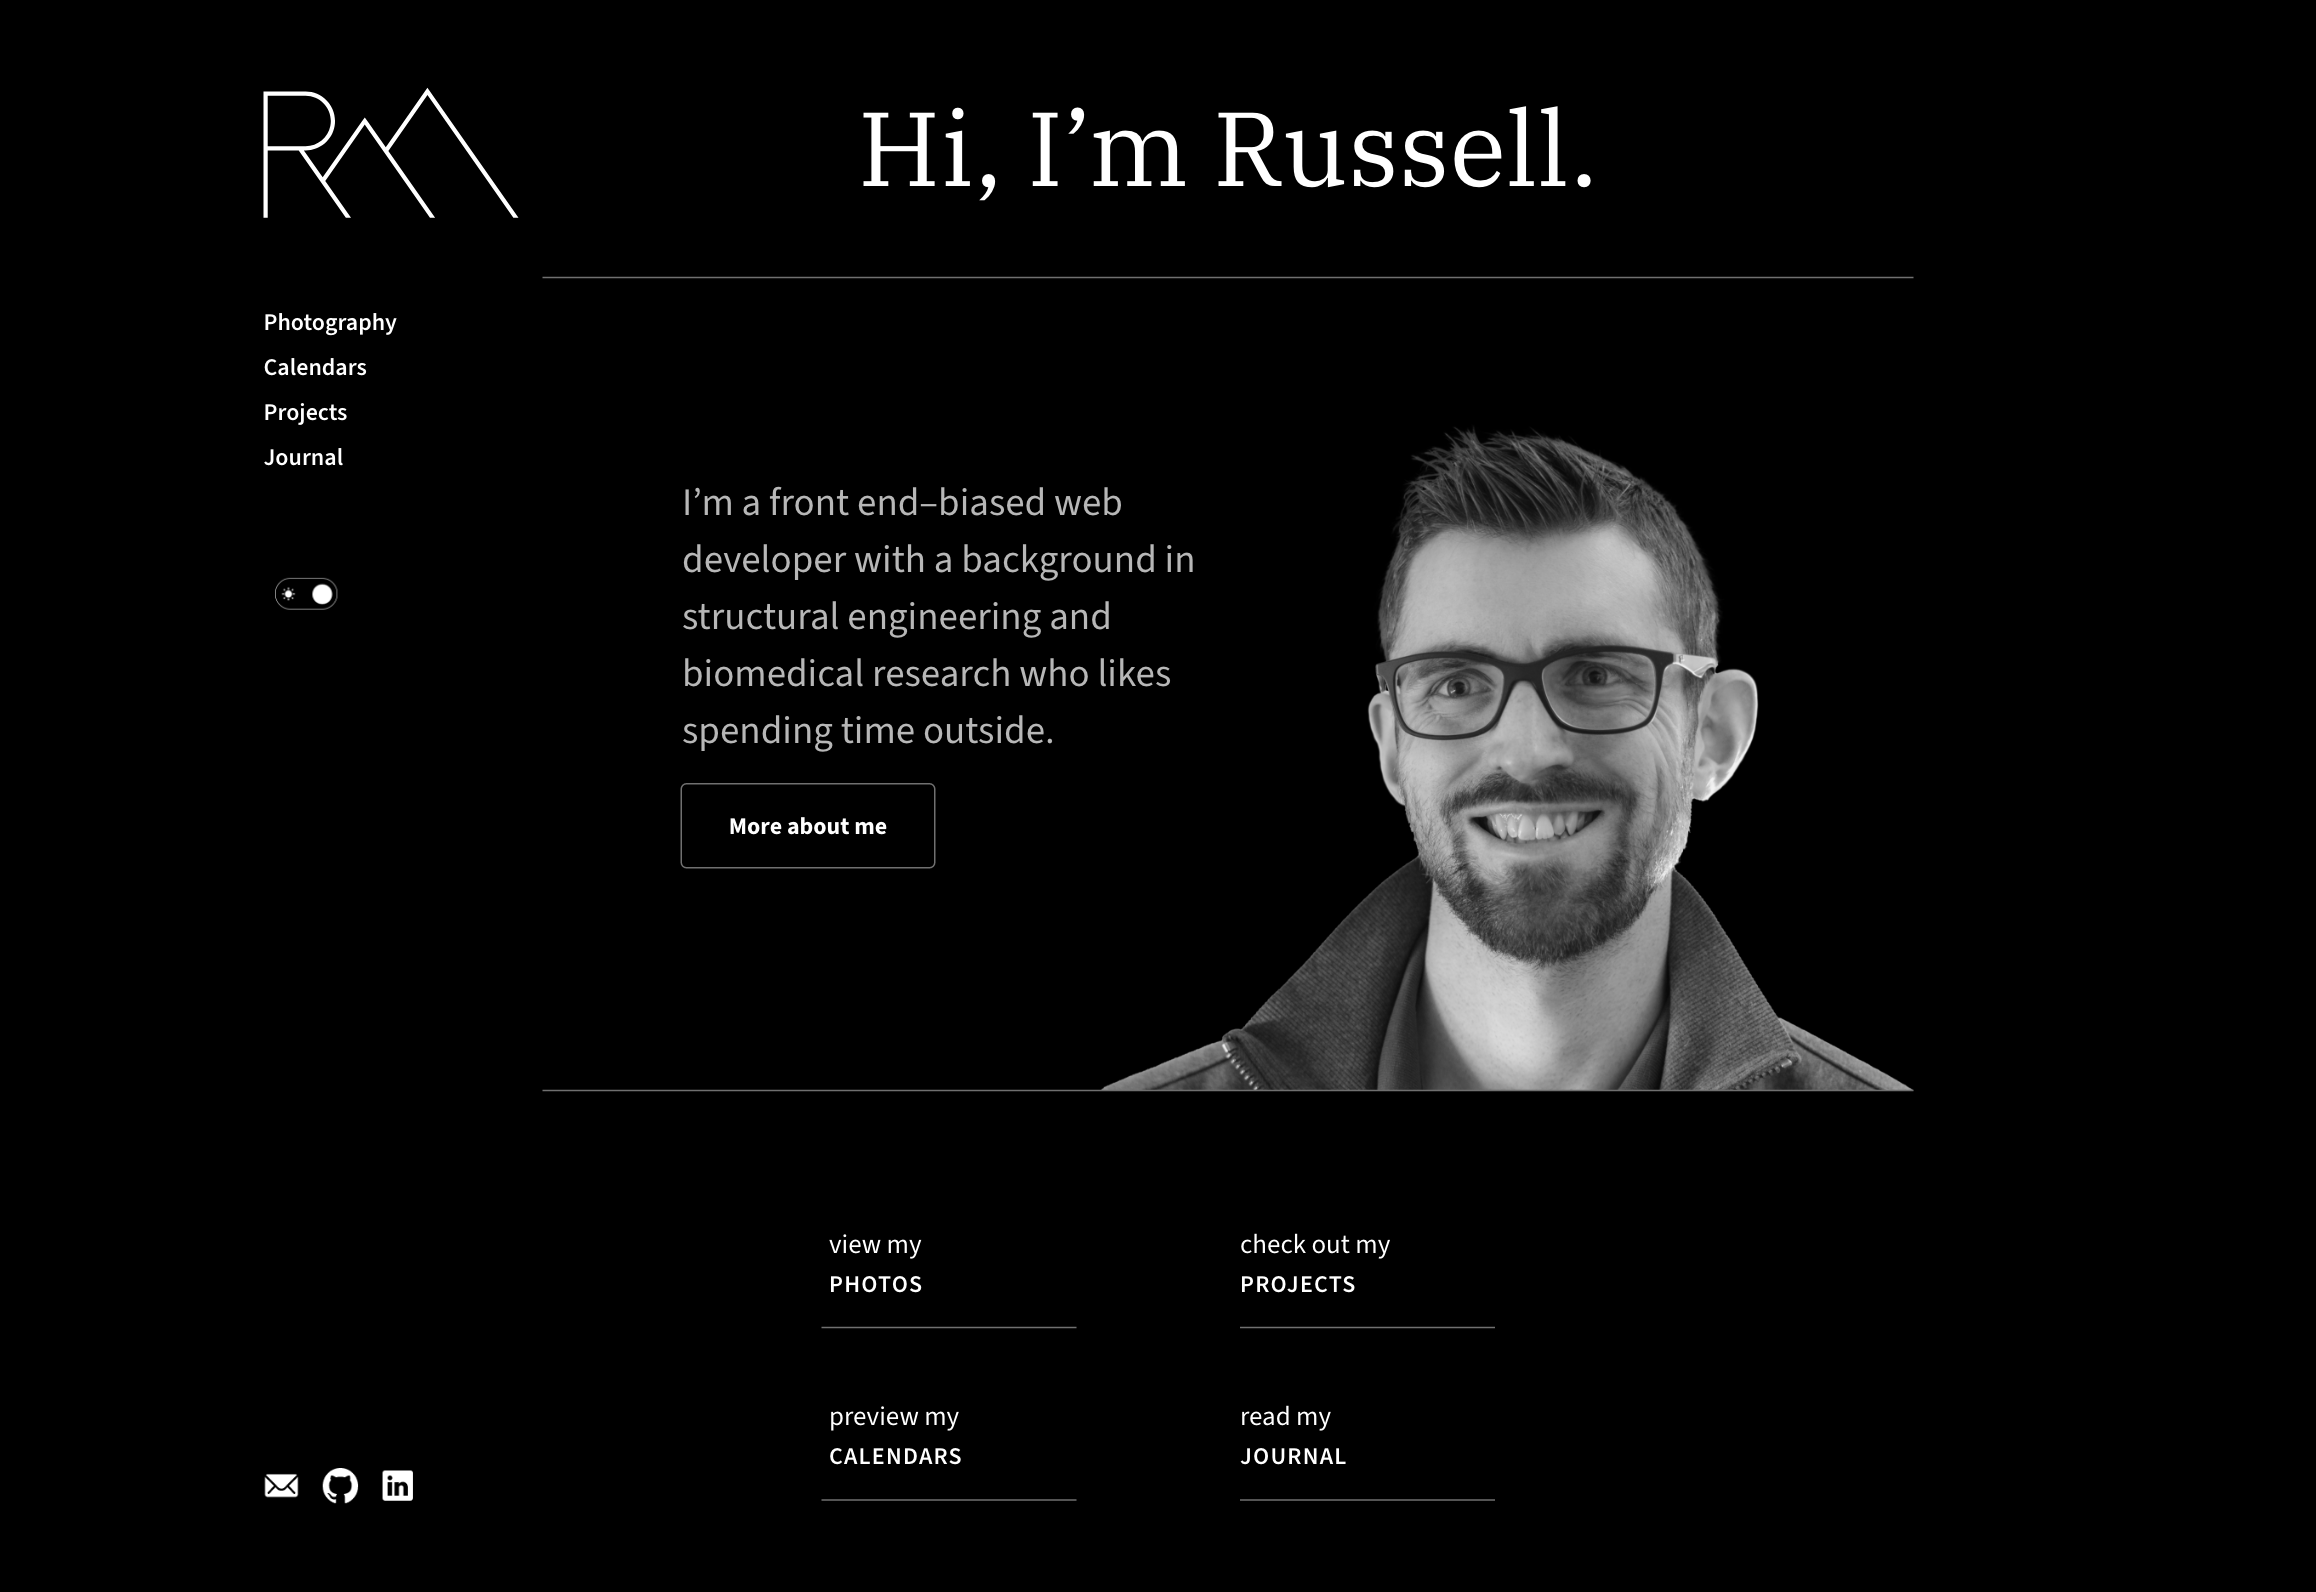 RM
Hi, I’m Russell.
Photography
Calendars
Projects
Journal
I’m a front end–biased web
developer with a background in
structural engineering and
biomedical research who likes
spending time outside.
More about me
view my
PHOTOS
check out my
PROJECTS
preview my
CALENDARS
read my
JOURNAL
in